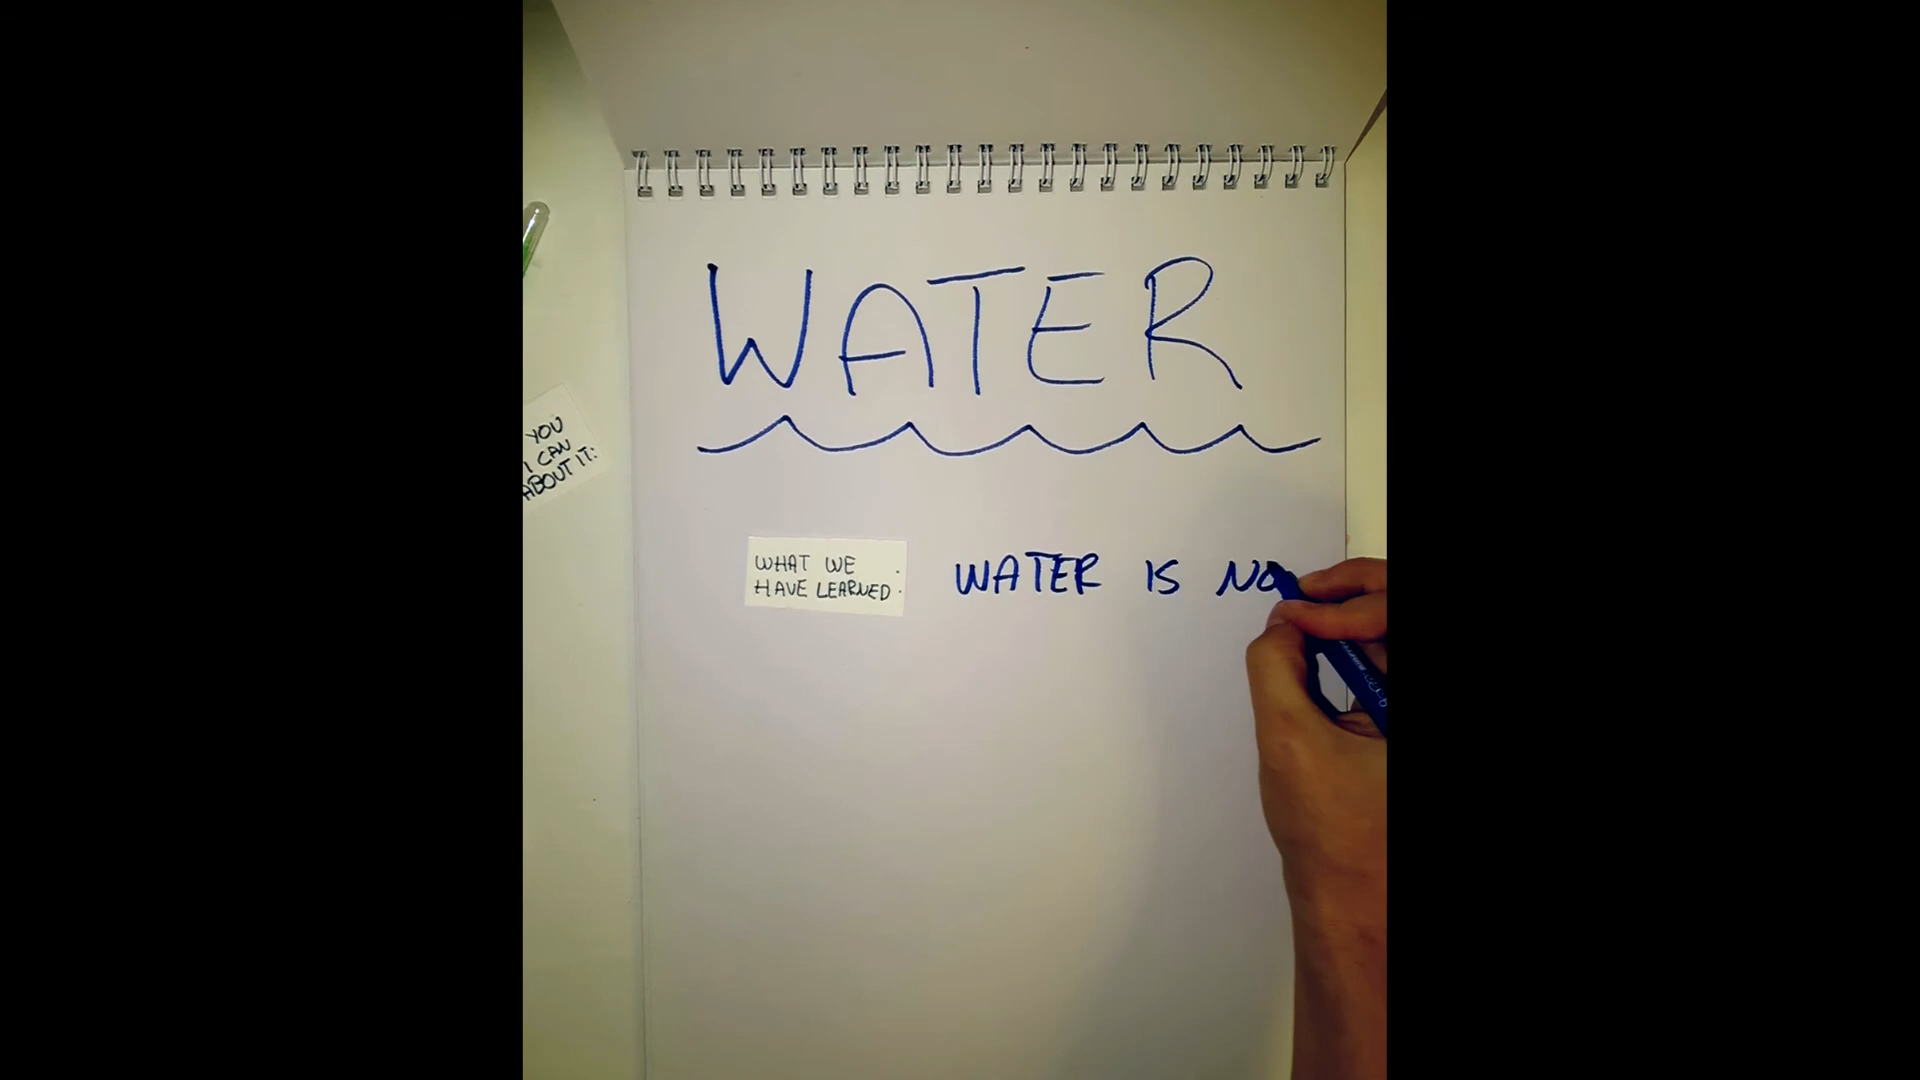 WATER
YOU
I CAN
ABOUT IT:
WHAT WE
HAVE LEARNED:
WATER IS NO